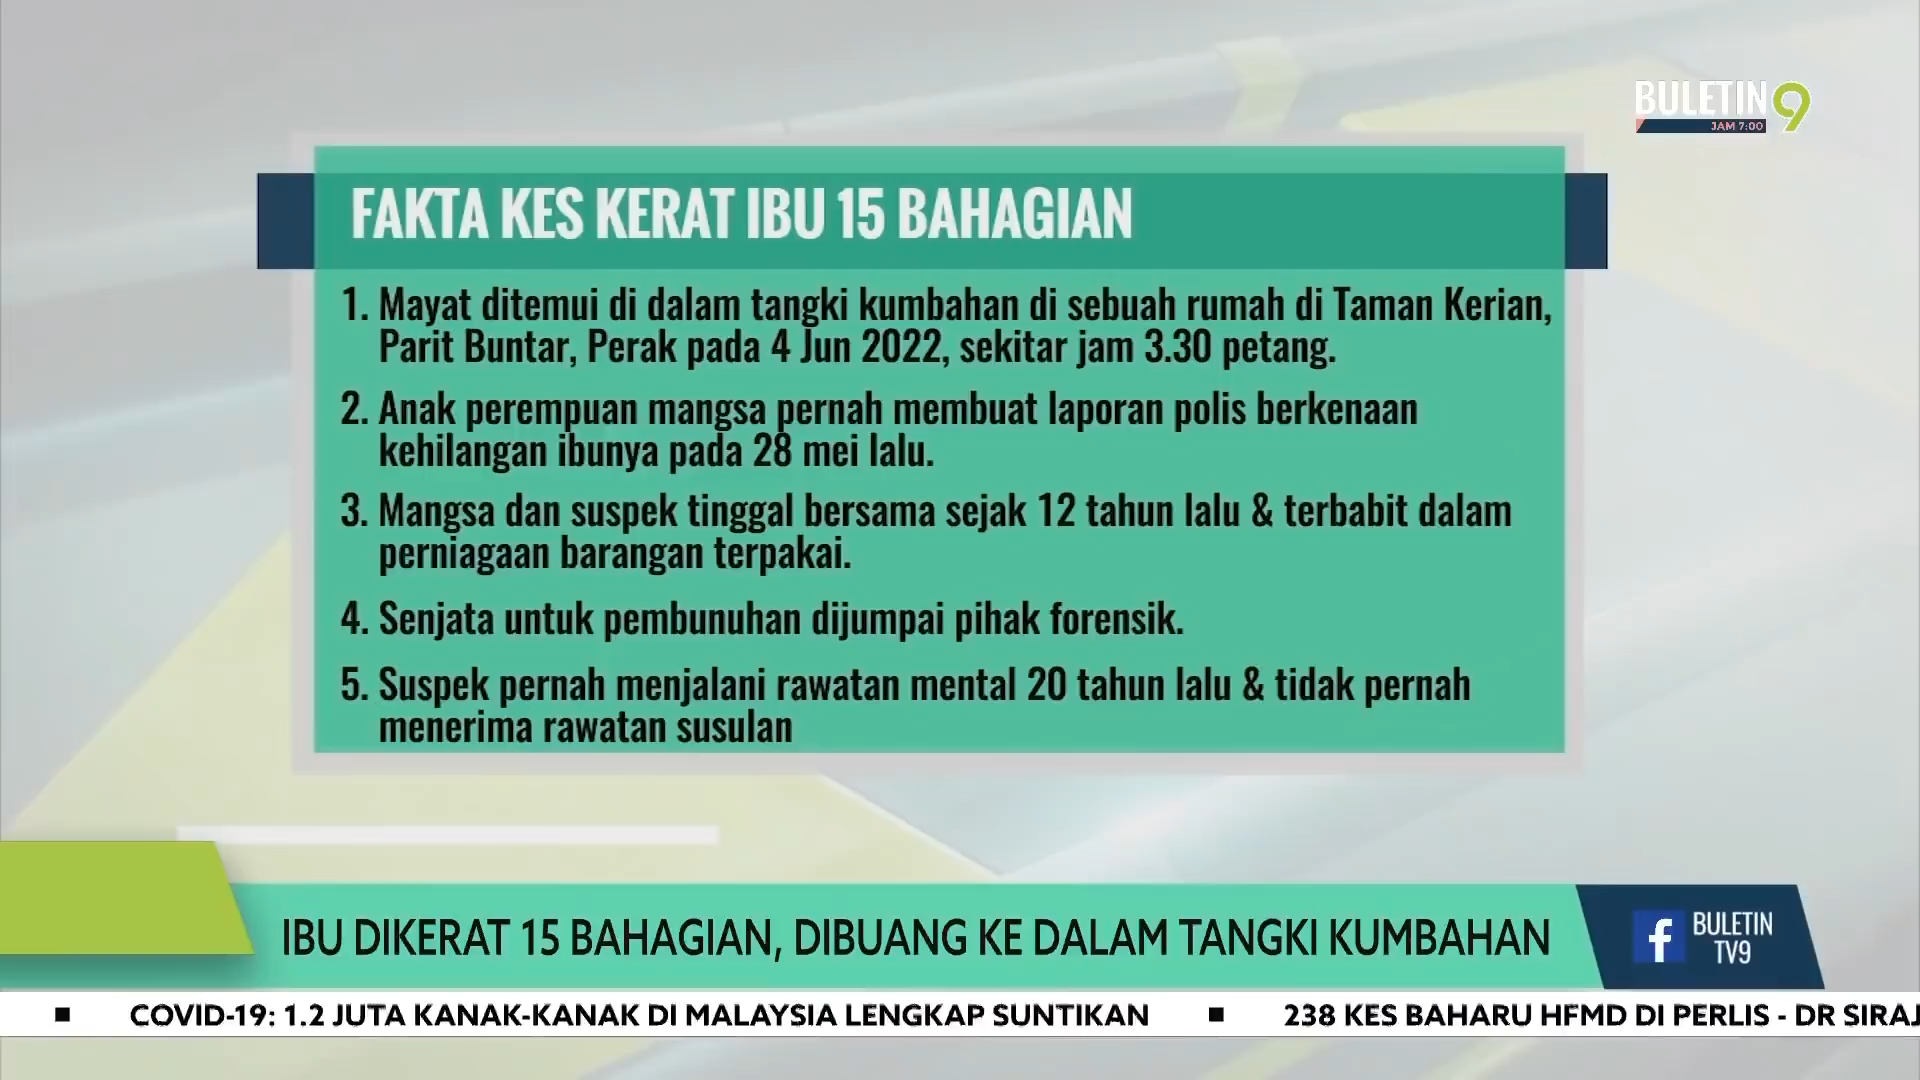 BULETIN 9
JAM 7:00
FAKTA KES KERAT IBU 15 BAHAGIAN
1. Mayat ditemui di dalam tangki kumbahan di sebuah rumah di Taman Kerian,
Parit Buntar, Perak pada 4 Jun 2022, sekitar jam 3.30 petang.
2. Anak perempuan mangsa pernah membuat laporan polis berkenaan
kehilangan ibunya pada 28 mei lalu.
3. Mangsa dan suspek tinggal bersama sejak 12 tahun lalu & terbabit dalam
perniagaan barangan terpakai.
4. Senjata untuk pembunuhan dijumpai pihak forensik.
5. Suspek pernah menjalani rawatan mental 20 tahun lalu & tidak pernah
menerima rawatan susulan
IBU DIKERAT 15 BAHAGIAN, DIBUANG KE DALAM TANGKI KUMBAHAN
f BULETIN
TV9
■ COVID-19: 1.2 JUTA KANAK-KANAK DI MALAYSIA LENGKAP SUNTIKAN ■ 238 KES BAHARU HFMD DI PERLIS - DR SIRAJ